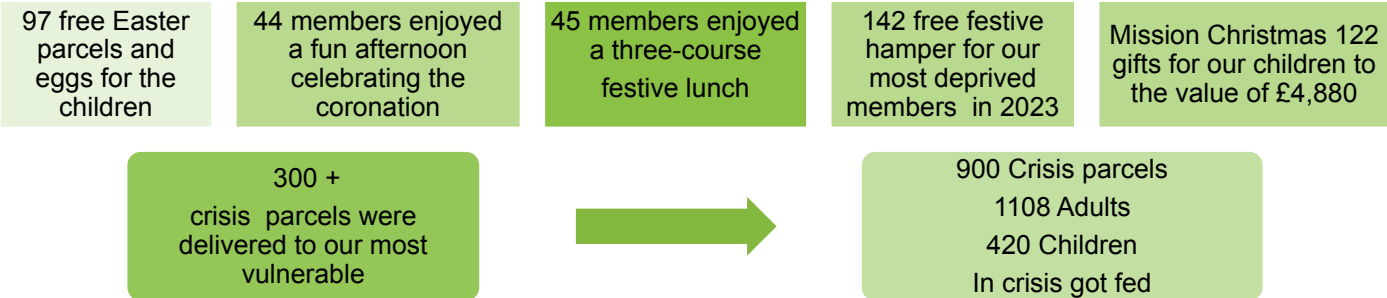 97 free Easter
parcels and
eggs for the
children
44 members enjoyed
a fun afternoon
celebrating the
coronation
45 members enjoyed
a three-course
festive lunch
142 free festive
hamper for our
most deprived
members in 2023
Mission Christmas 122
gifts for our children to
the value of £4,880
300 +
crisis parcels were
delivered to our most
vulnerable
900 Crisis parcels
1108 Adults
420 Children
In crisis got fed